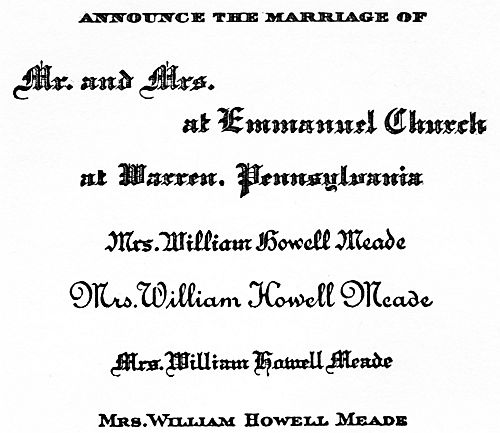 ANNOUNCE THE MARRIAGE OF
Mr. and Mrs.
at Emmanuel Church
at Warren, Pennsylvania
Mrs. William Howell Meade
Mrs. William Howell Meade
Mrs. William Howell Meade
MRS. WILLIAM HOWELL MEADE